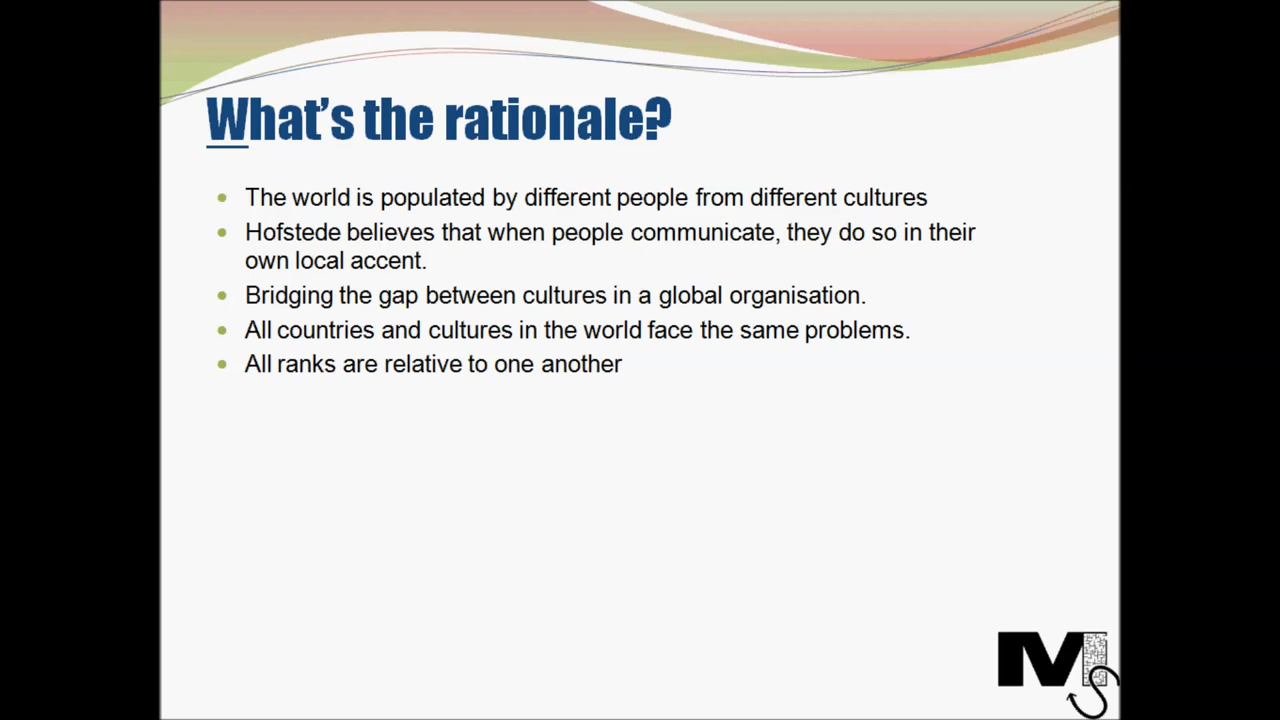 What's the rationale?
The world is populated by different people from different cultures
Hofstede believes that when people communicate, they do so in their
own local accent.
Bridging the gap between cultures in a global organisation.
All countries and cultures in the world face the same problems.
All ranks are relative to one another
MS